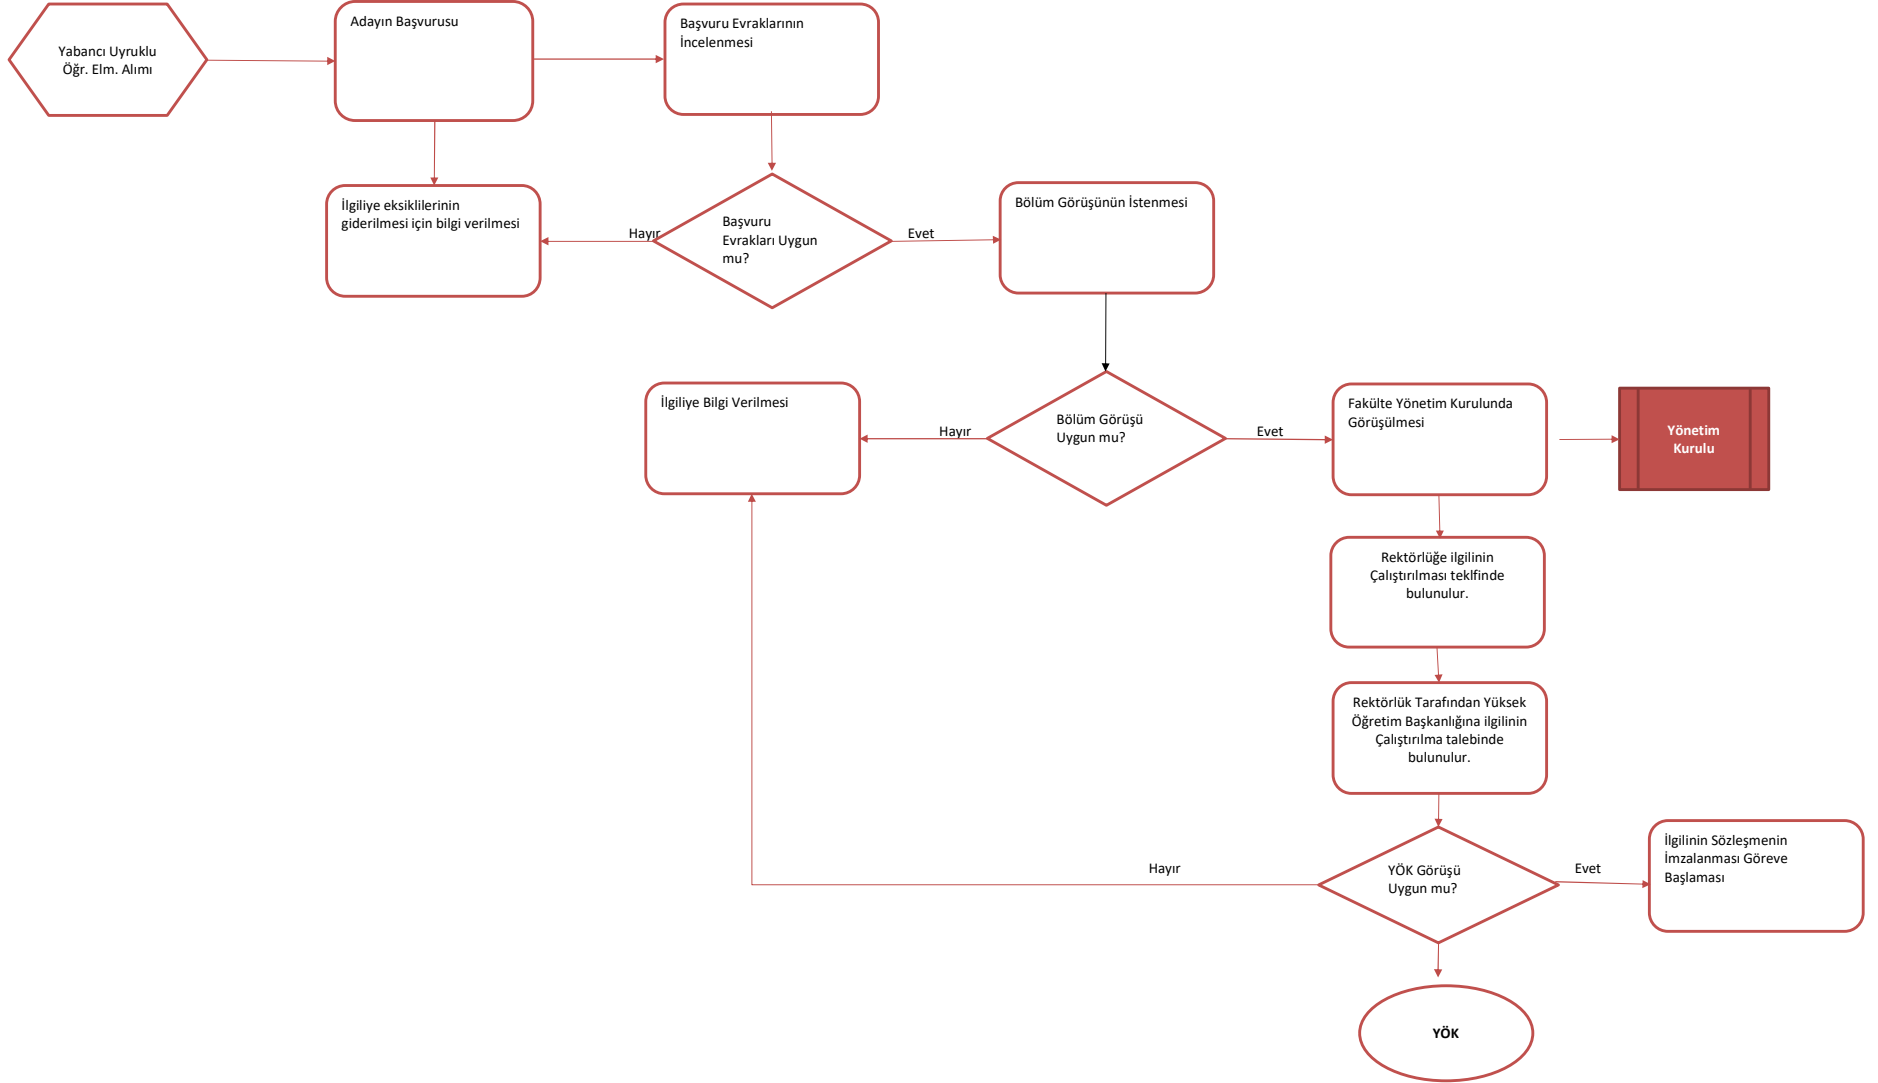 Yabancı Uyruklu
Öğr. Elm. Alımı
Adayın Başvurusu
Başvuru Evraklarının
İncelenmesi
İlgiliye eksiklilerinin
giderilmesi için bilgi verilmesi
Hayır
Başvuru
Evrakları Uygun
mu?
Evet
Bölüm Görüşünün İstenmesi
İlgiliye Bilgi Verilmesi
Hayır
Bölüm Görüşü
Uygun mu?
Evet
Fakülte Yönetim Kurulunda
Görüşülmesi
Yönetim
Kurulu
Rektörlüğe ilgilinin
Çalıştırılması teklfinde
bulunulur.
Rektörlük Tarafından Yüksek
Öğretim Başkanlığına ilgilinin
Çalıştırılma talebinde
bulunulur.
Hayır
YÖK Görüşü
Uygun mu?
Evet
İlgilinin Sözleşmenin
İmzalanması Göreve
Başlaması
YÖK